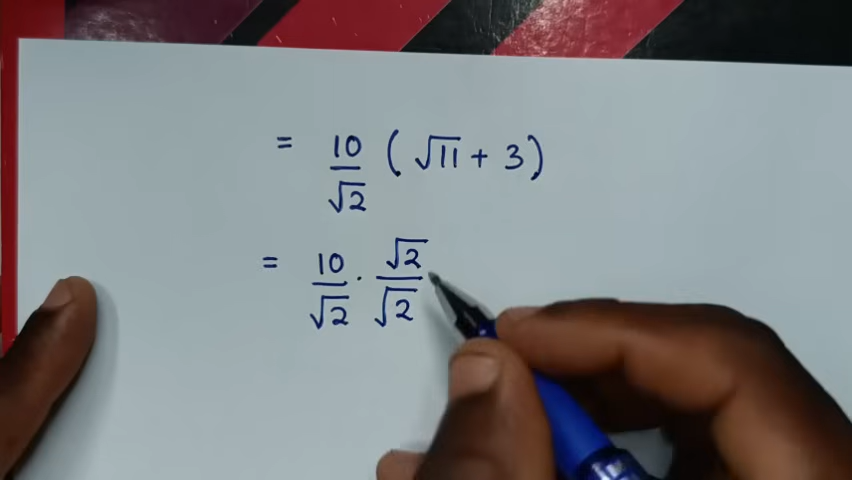 = 10/√2 ( √11 + 3 )
= 10/√2 · √2/√2